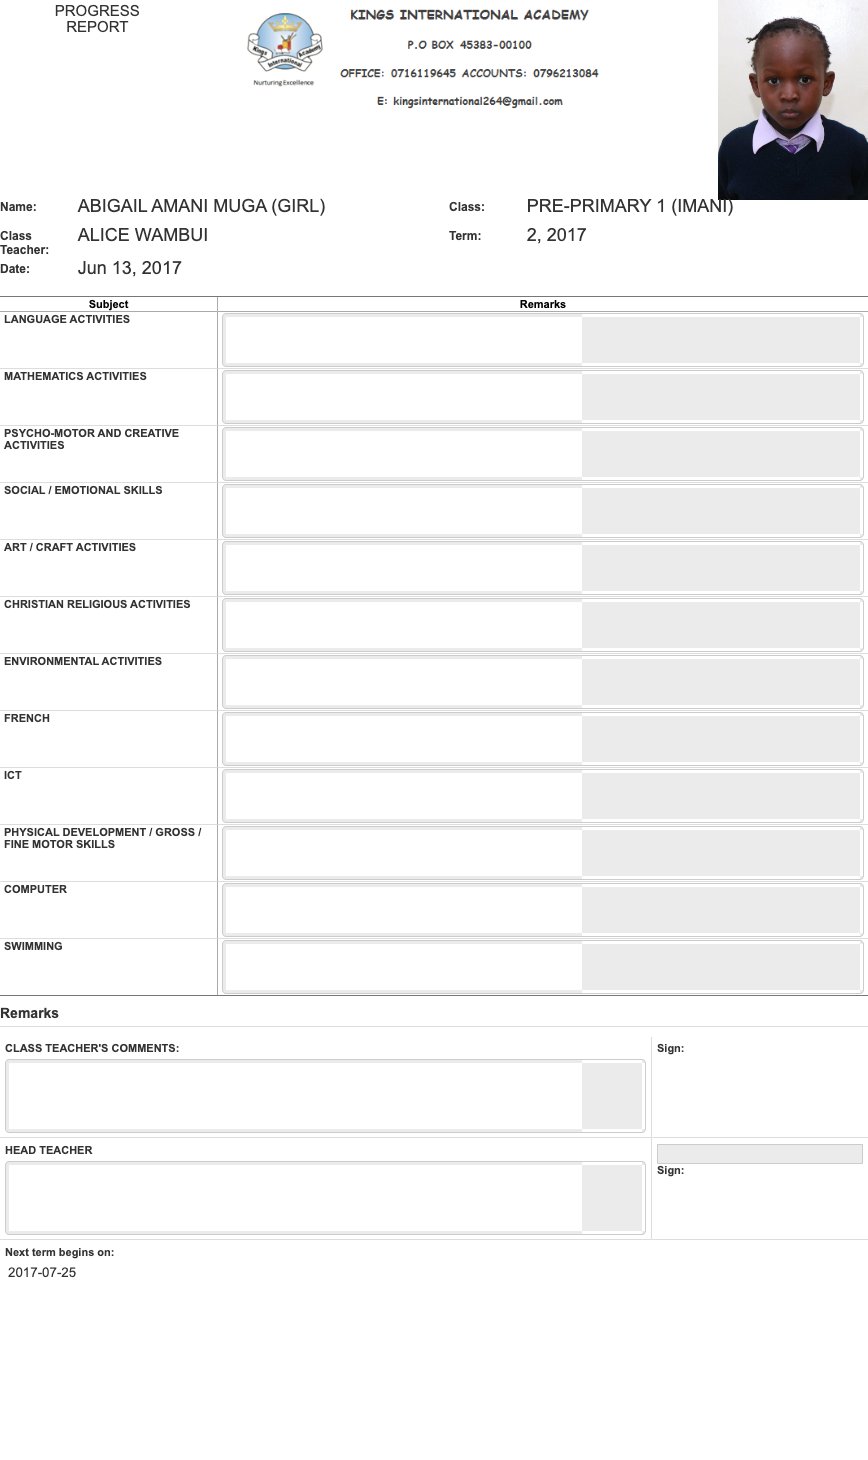 PROGRESS
REPORT
KINGS INTERNATIONAL ACADEMY
P.O BOX 45383-00100
OFFICE: 0716119645 ACCOUNTS: 0796213084
E: kingsinternational264@gmail.com
Kings Academy
International
Nurturing Excellence
Name: ABIGAIL AMANI MUGA (GIRL) Class: PRE-PRIMARY 1 (IMANI)
Class Teacher: ALICE WAMBUI Term: 2, 2017
Date: Jun 13, 2017
Subject Remarks
LANGUAGE ACTIVITIES
MATHEMATICS ACTIVITIES
PSYCHO-MOTOR AND CREATIVE
ACTIVITIES
SOCIAL / EMOTIONAL SKILLS
ART / CRAFT ACTIVITIES
CHRISTIAN RELIGIOUS ACTIVITIES
ENVIRONMENTAL ACTIVITIES
FRENCH
ICT
PHYSICAL DEVELOPMENT / GROSS /
FINE MOTOR SKILLS
COMPUTER
SWIMMING
Remarks
CLASS TEACHER'S COMMENTS: Sign:
HEAD TEACHER
Sign:
Next term begins on:
2017-07-25